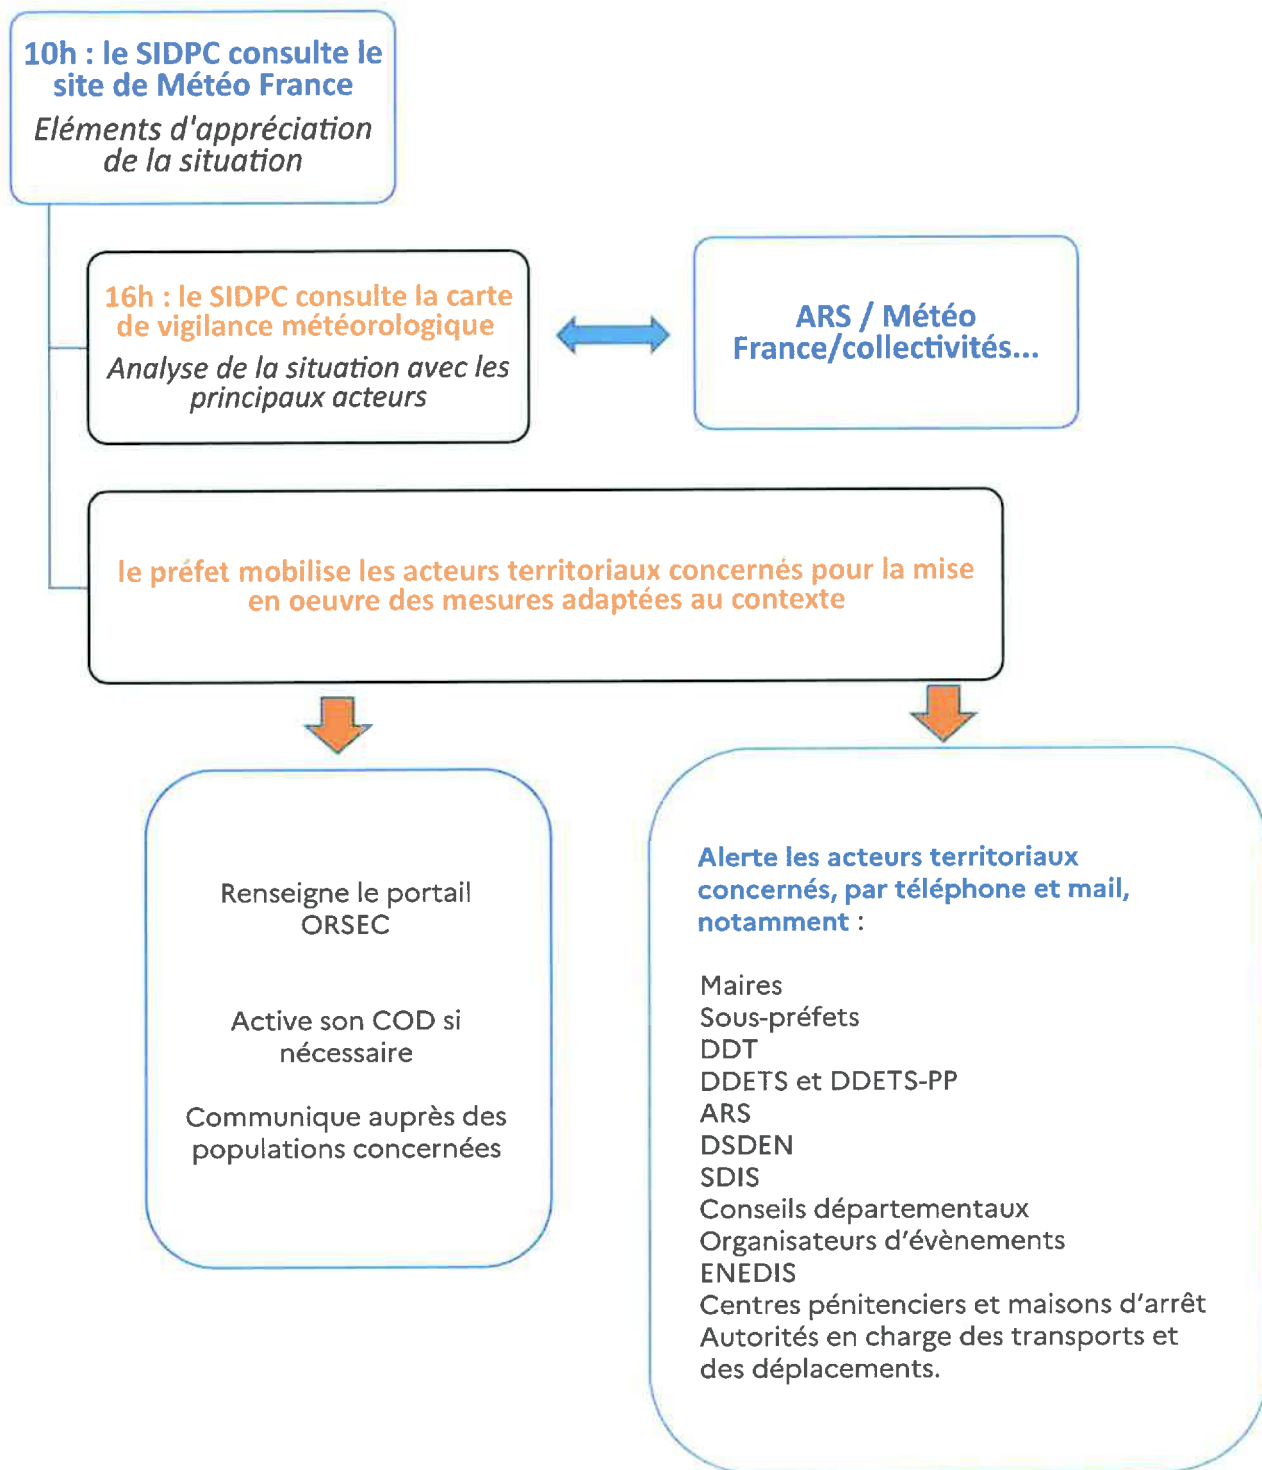 10h : le SIDPC consulte le
site de Météo France
Eléments d'appréciation
de la situation
16h : le SIDPC consulte la carte
de vigilance météorologique
Analyse de la situation avec les
principaux acteurs
ARS / Météo
France/collectivités...
le préfet mobilise les acteurs territoriaux concernés pour la mise
en oeuvre des mesures adaptées au contexte
Renseigne le portail
ORSEC
Active son COD si
nécessaire
Communique auprès des
populations concernées
Alerte les acteurs territoriaux
concernés, par téléphone et mail,
notamment :
Maires
Sous-préfets
DDT
DDETS et DDETS-PP
ARS
DSDEN
SDIS
Conseils départementaux
Organisateurs d'évènements
ENEDIS
Centres pénitenciers et maisons d'arrêt
Autorités en charge des transports et
des déplacements.